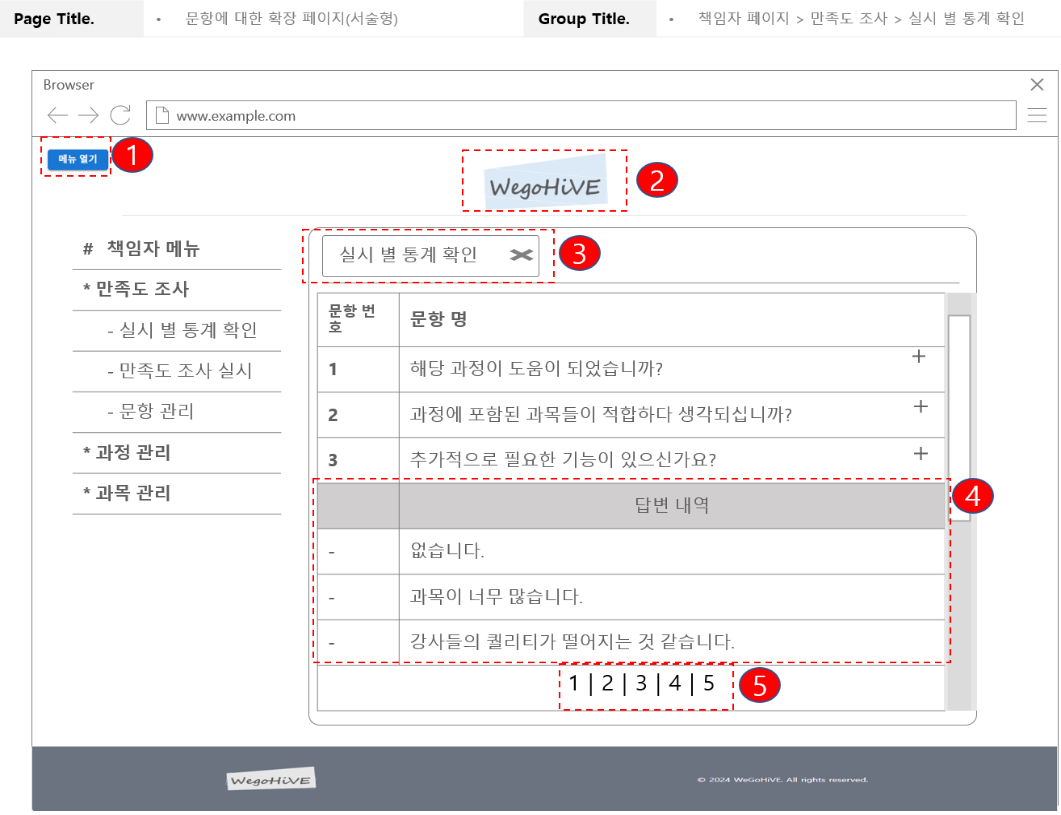 Page Title. • 문항에 대한 확장 페이지(서술형) Group Title. • 책임자 페이지 > 만족도 조사 > 실시 별 통계 확인
Browser
www.example.com
메뉴 열기 1
WegoHiVE 2
# 책임자 메뉴
* 만족도 조사
- 실시 별 통계 확인
- 만족도 조사 실시
- 문항 관리
* 과정 관리
* 과목 관리
실시 별 통계 확인 3
문항 번호 문항 명
1 해당 과정이 도움이 되었습니까? +
2 과정에 포함된 과목들이 적합하다 생각되십니까? +
3 추가적으로 필요한 기능이 있으신가요? +
답변 내역 4
- 없습니다.
- 과목이 너무 많습니다.
- 강사들의 퀄리티가 떨어지는 것 같습니다.
1 | 2 | 3 | 4 | 5 5
WegoHiVE © 2024 WeGoHiVE. All rights reserved.